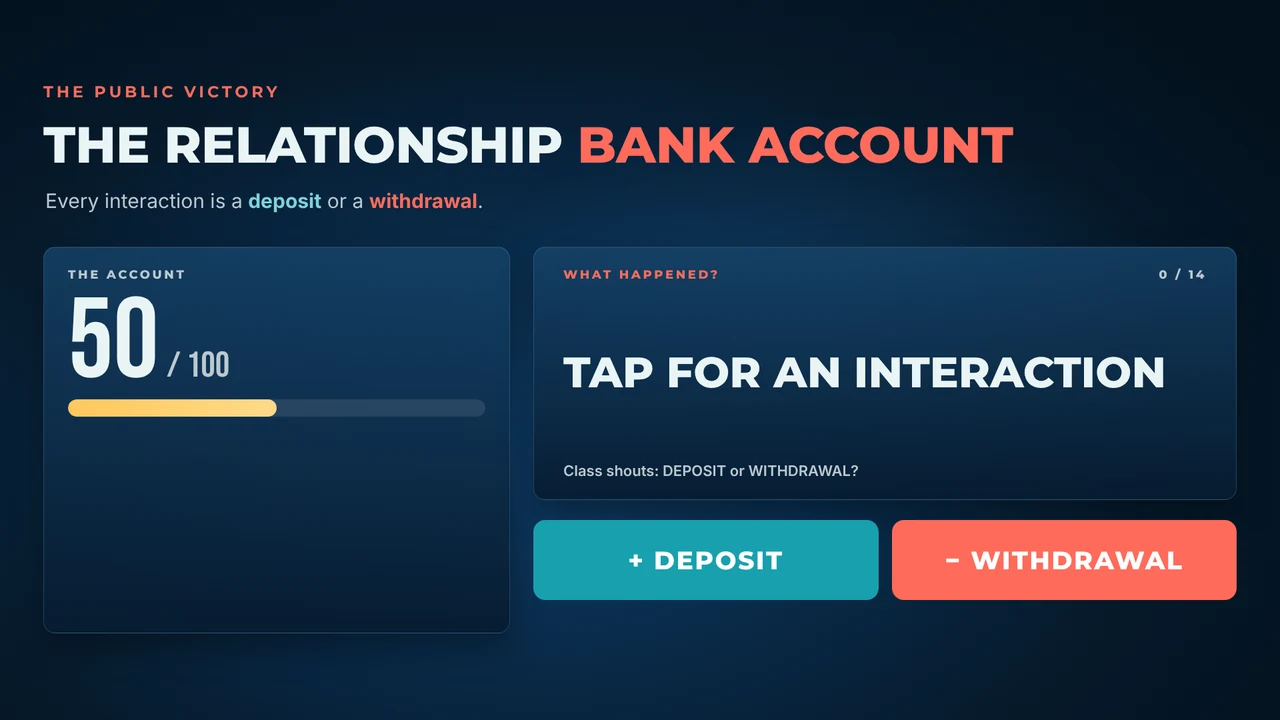 THE PUBLIC VICTORY
THE RELATIONSHIP BANK ACCOUNT
Every interaction is a deposit or a withdrawal.
THE ACCOUNT
50 / 100
WHAT HAPPENED?
0 / 14
TAP FOR AN INTERACTION
Class shouts: DEPOSIT or WITHDRAWAL?
+ DEPOSIT
− WITHDRAWAL